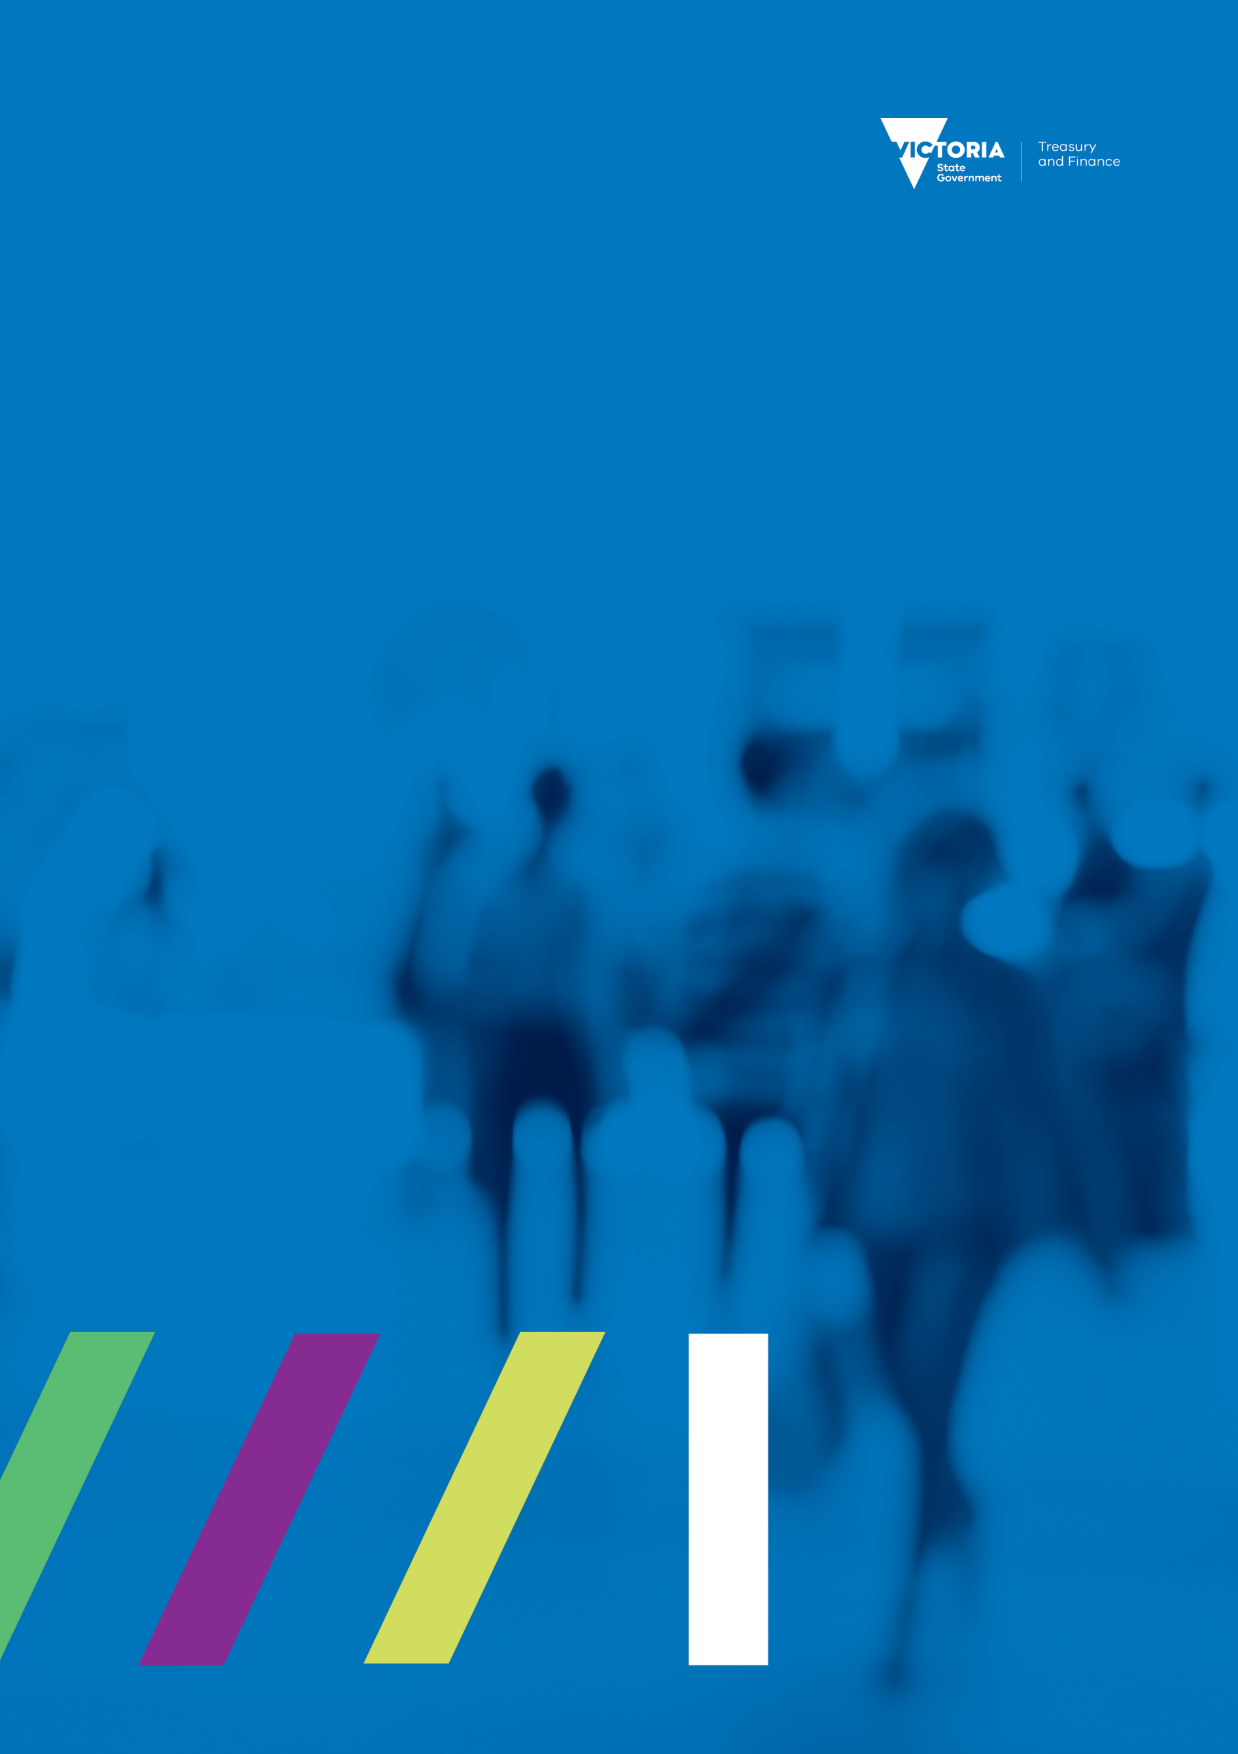 VICTORIA
State
Government
Treasury
and Finance